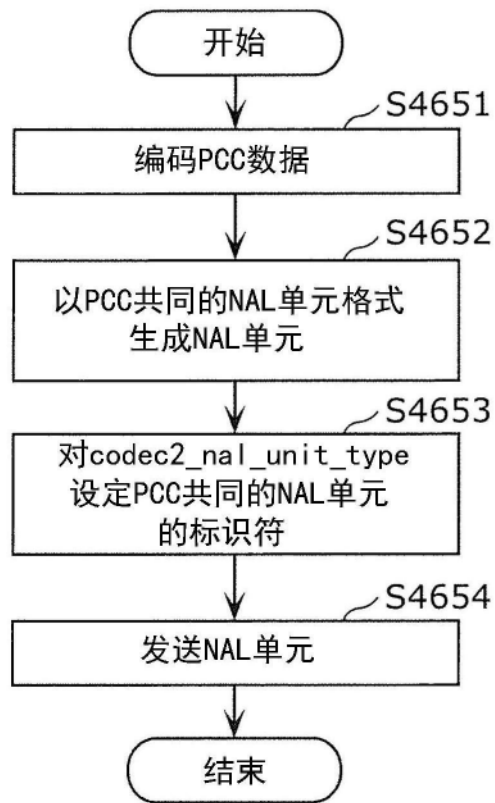 开始
S4651
编码PCC数据
S4652
以PCC共同的NAL单元格式
生成NAL单元
S4653
对codec2_nal_unit_type
设定PCC共同的NAL单元
的标识符
S4654
发送NAL单元
结束